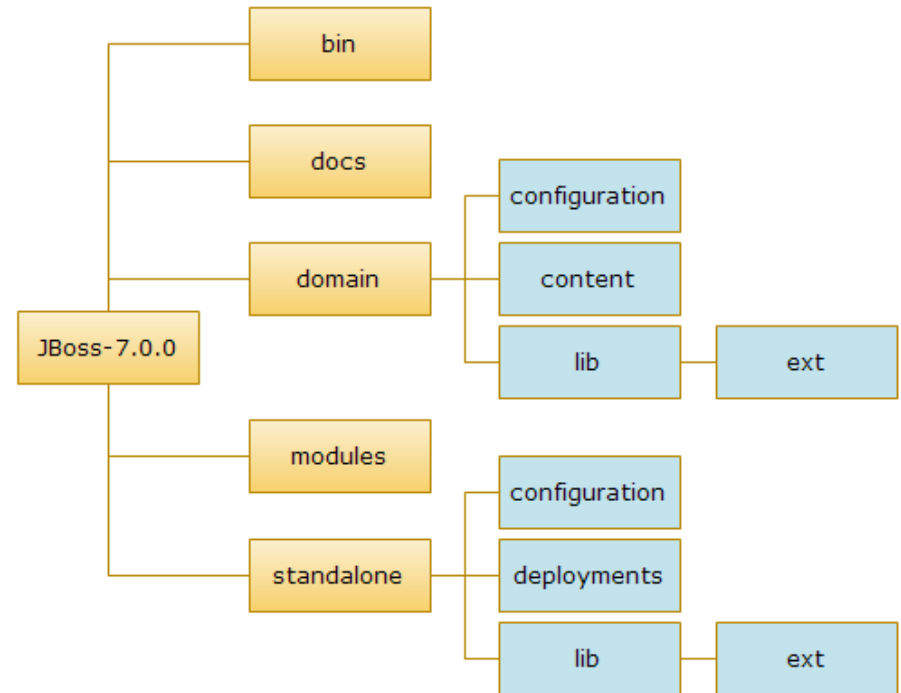 bin
docs
configuration
domain
content
JBoss-7.0.0
lib
ext
modules
configuration
standalone
deployments
lib
ext